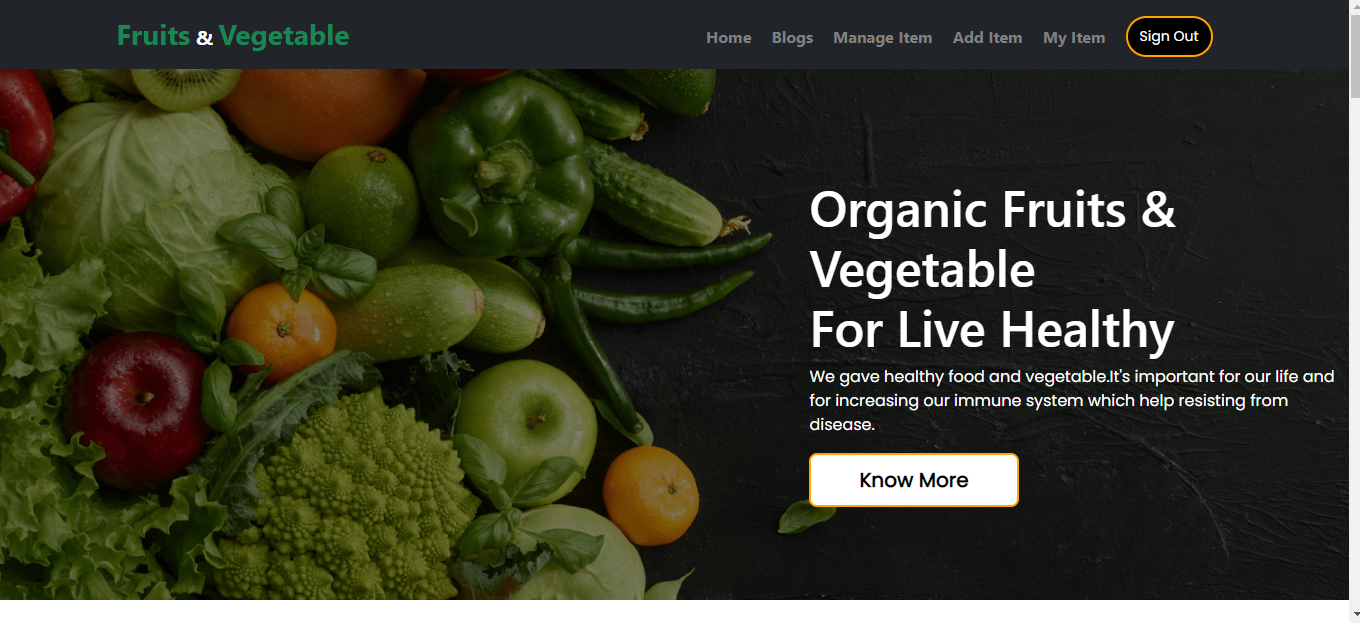 Fruits & Vegetable
Home Blogs Manage Item Add Item My Item Sign Out
Organic Fruits &
Vegetable
For Live Healthy
We gave healthy food and vegetable.It's important for our life and
for increasing our immune system which help resisting from
disease.
Know More